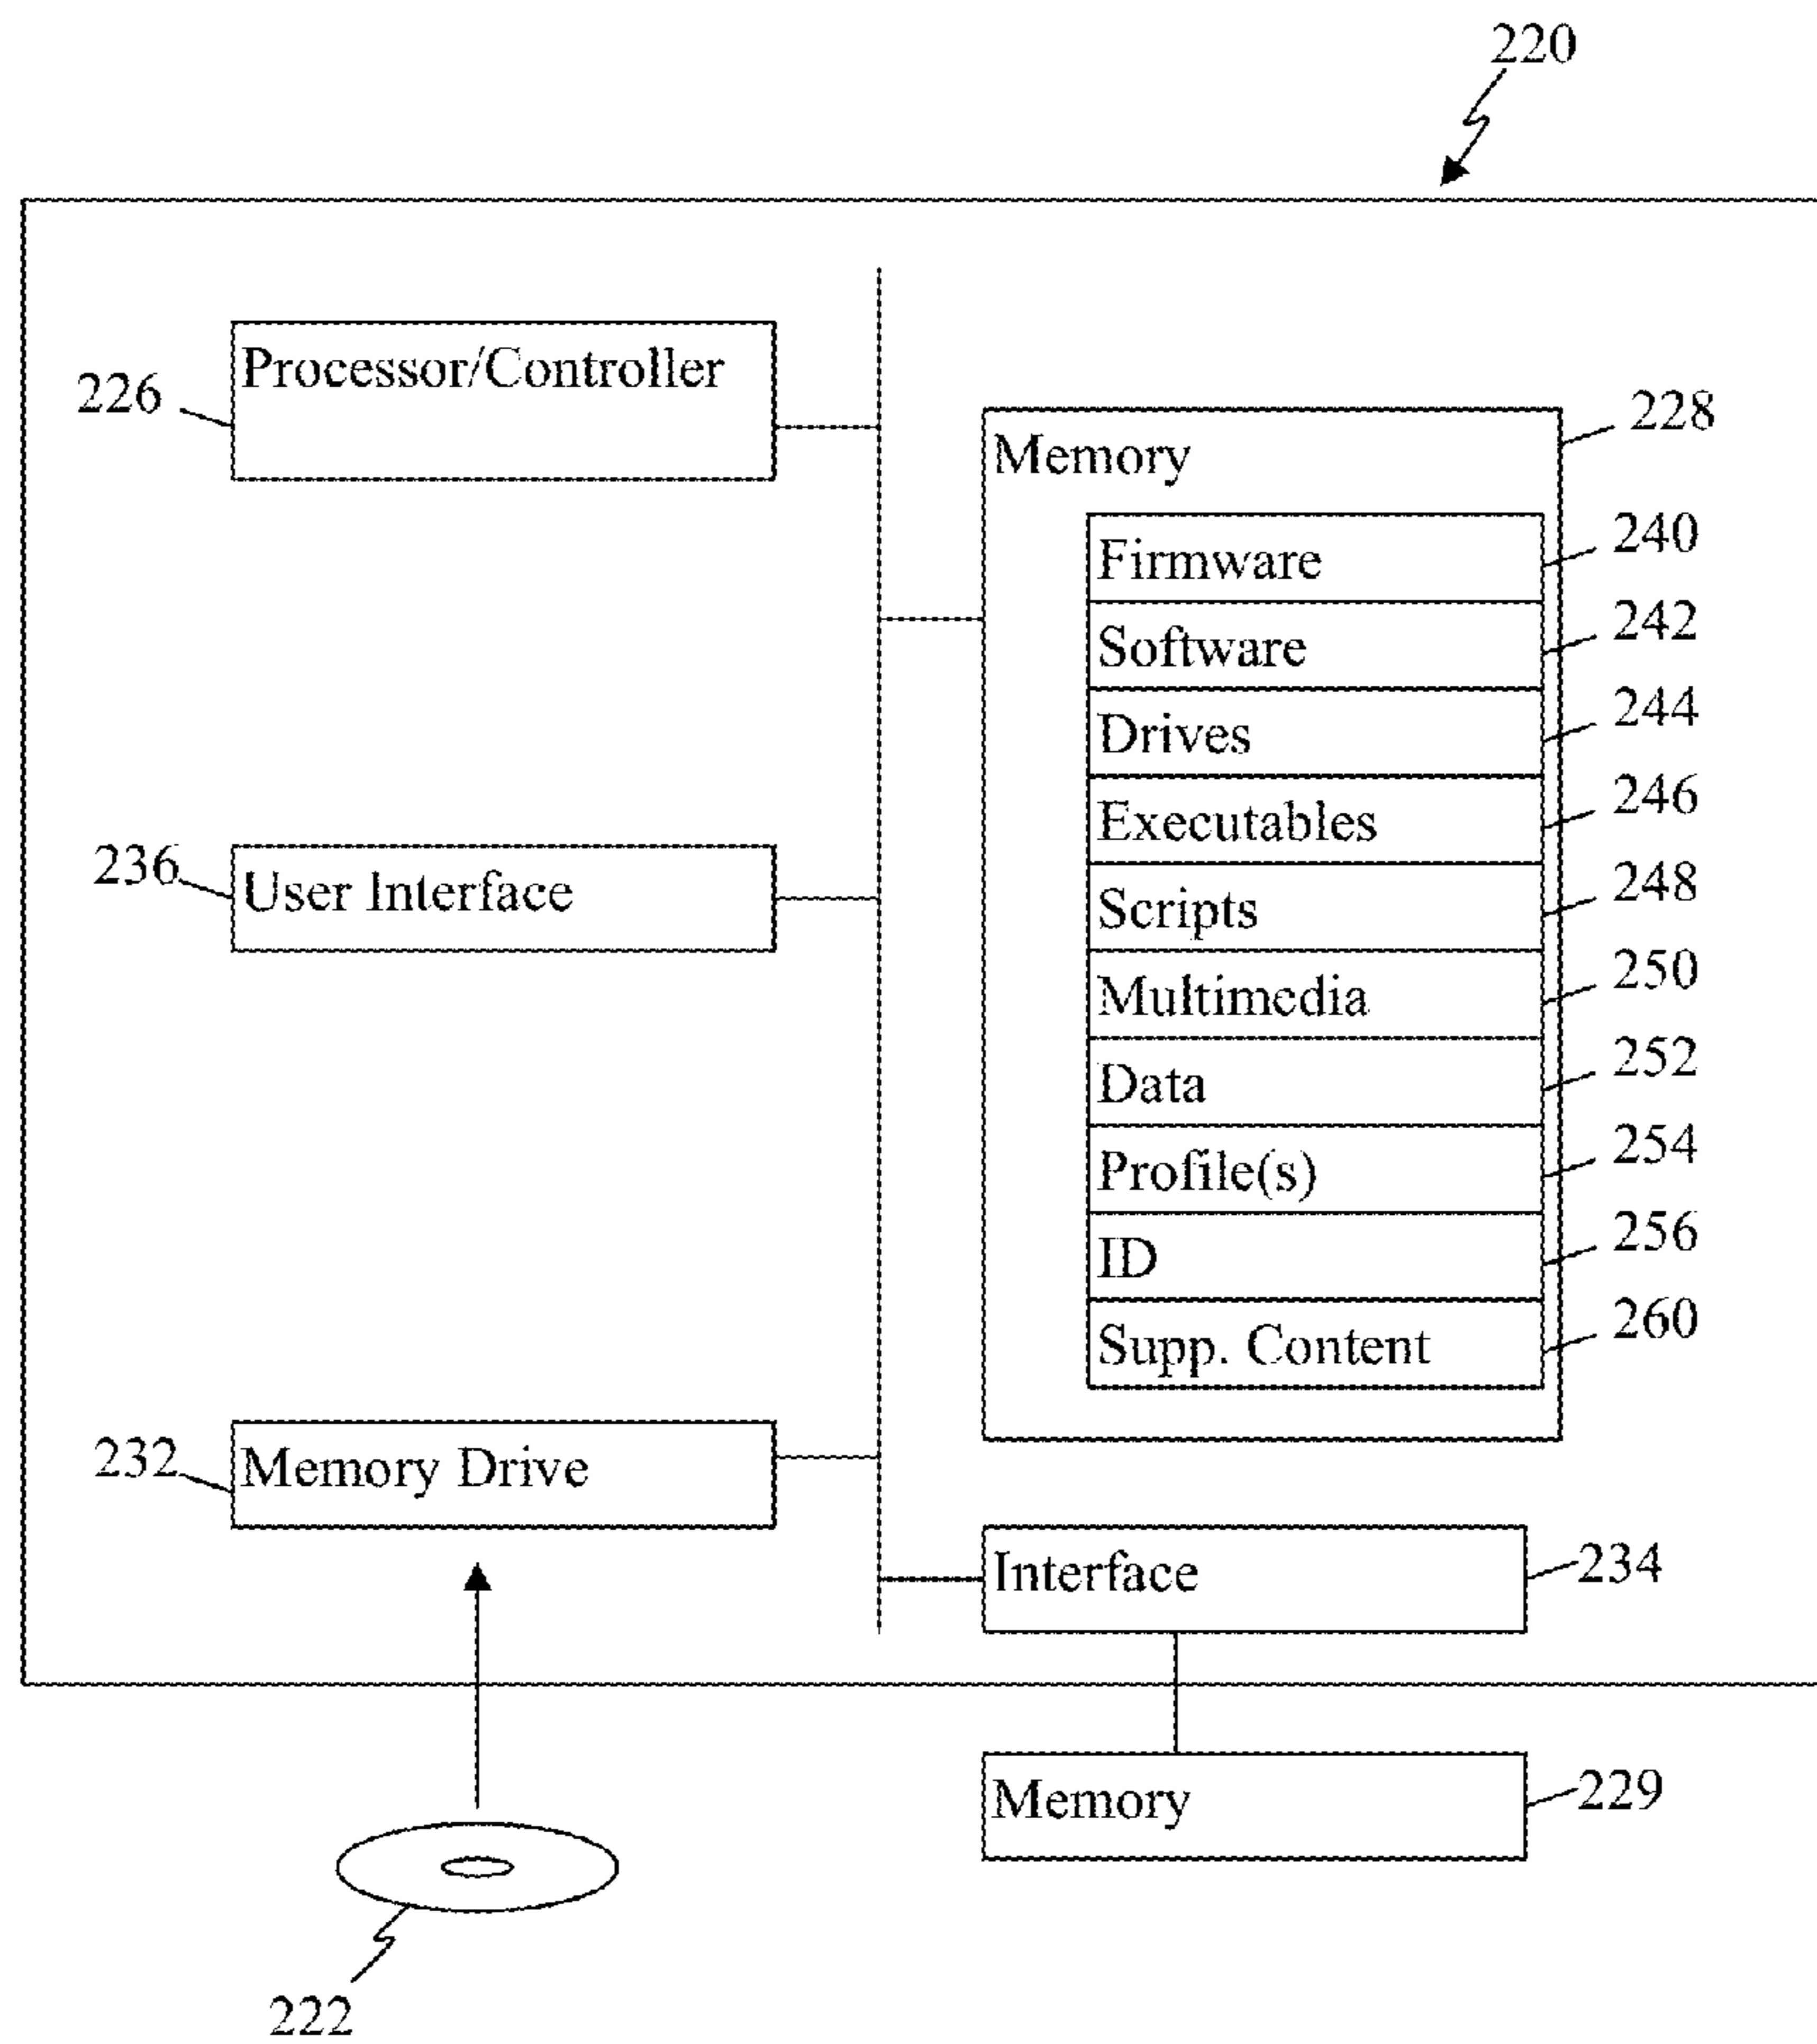 220
Processor/Controller
226
228
Memory
Firmware 240
Software 242
Drives 244
Executables 246
236 User Interface
Scripts 248
Multimedia 250
Data 252
Profile(s) 254
ID 256
Supp. Content 260
232 Memory Drive
Interface 234
Memory 229
222